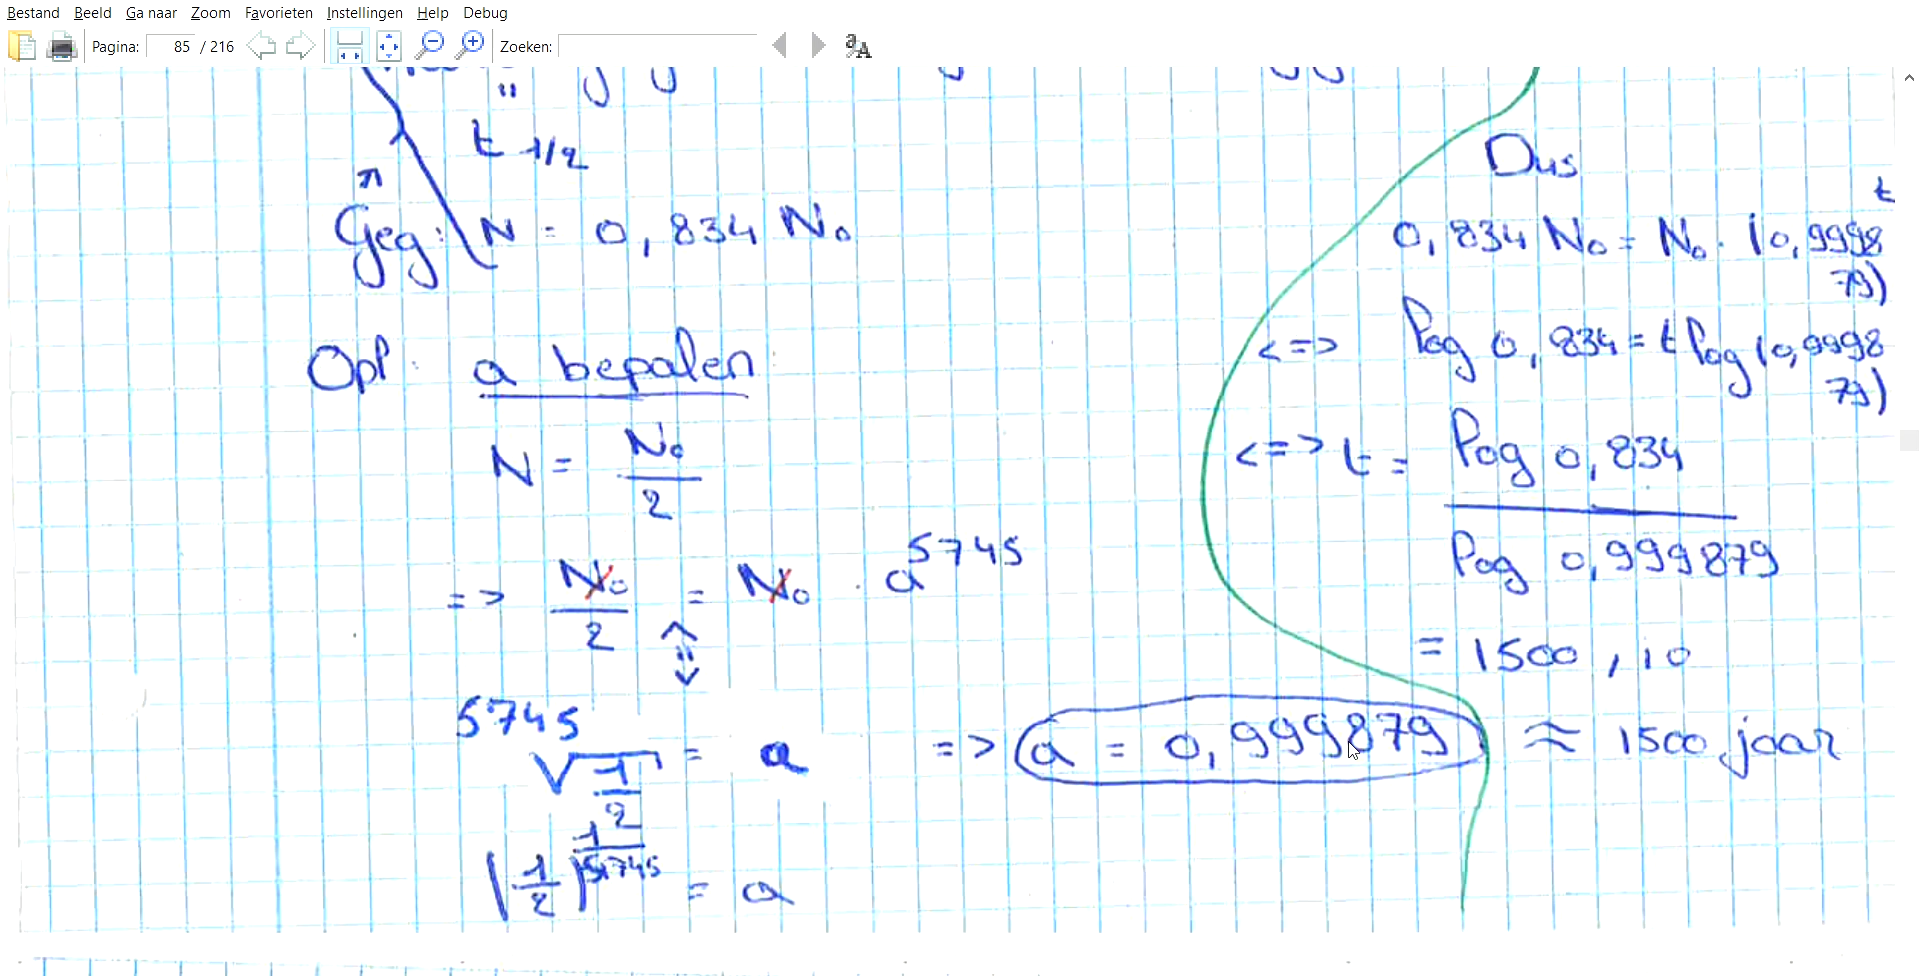 Bestand Beeld Ga naar Zoom Favorieten Instellingen Help Debug
Pagina: 85 / 216 Zoeken:
t 1/2
Geg: N = 0,834 N₀
Opl: a bepalen
N = N₀/2
=> N₀/2 = N₀ · a^5745
<=>
⁵⁷⁴⁵√(1/2) = a => a = 0,999879
(1/2)^(1/5745) = a
Dus
0,834 N₀ = N₀ · (0,999879)^t
<=> log 0,834 = t log (0,999879)
<=> t = log 0,834 / log 0,999879
= 1500,10
≈ 1500 jaar